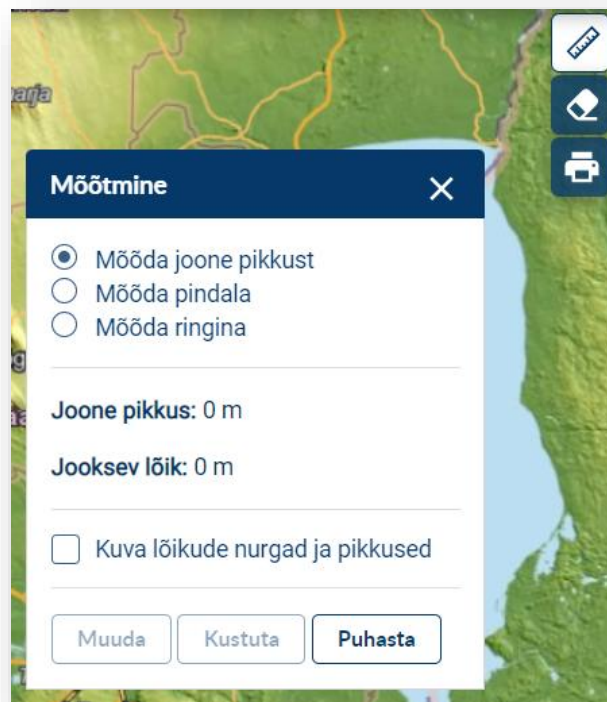 arja
Mõõtmine
Mõõda joone pikkust
Mõõda pindala
Mõõda ringina
Joone pikkus: 0 m
Jooksev lõik: 0 m
Kuva lõikude nurgad ja pikkused
Muuda Kustuta Puhasta